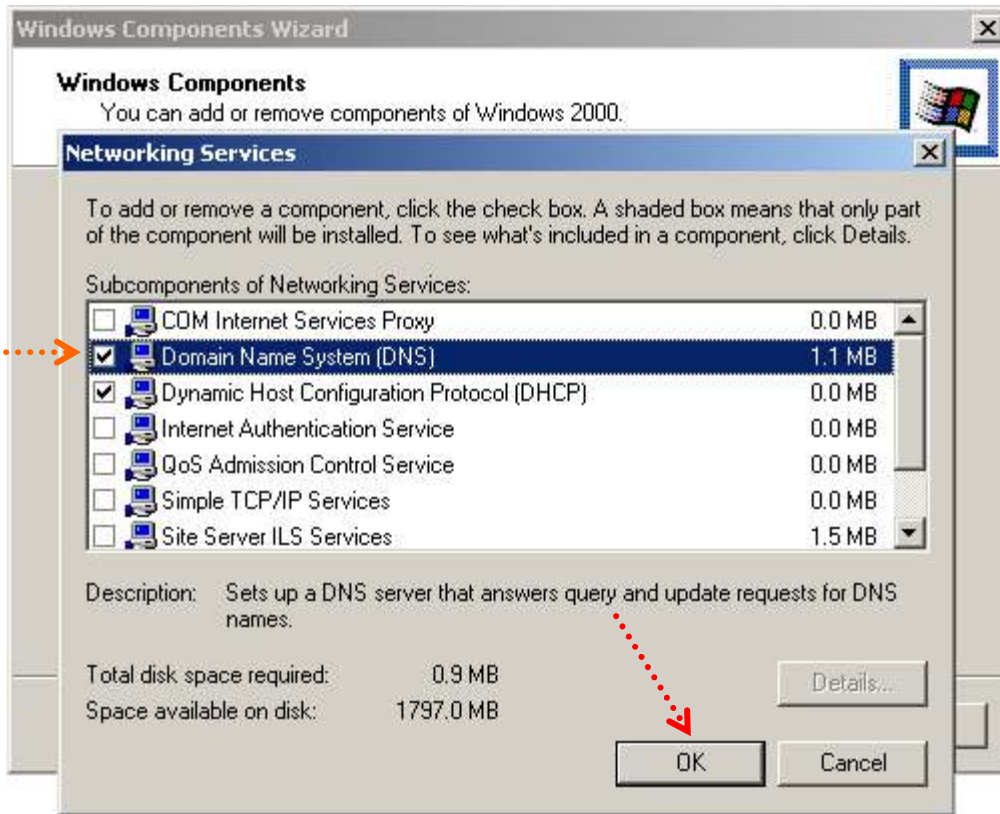 Windows Components Wizard
Windows Components
You can add or remove components of Windows 2000.
Networking Services
To add or remove a component, click the check box. A shaded box means that only part
of the component will be installed. To see what's included in a component, click Details.
Subcomponents of Networking Services:
COM Internet Services Proxy 0.0 MB
Domain Name System (DNS) 1.1 MB
Dynamic Host Configuration Protocol (DHCP) 0.0 MB
Internet Authentication Service 0.0 MB
QoS Admission Control Service 0.0 MB
Simple TCP/IP Services 0.0 MB
Site Server ILS Services 1.5 MB
Description: Sets up a DNS server that answers query and update requests for DNS
names.
Total disk space required: 0.9 MB
Space available on disk: 1797.0 MB
Details...
OK Cancel